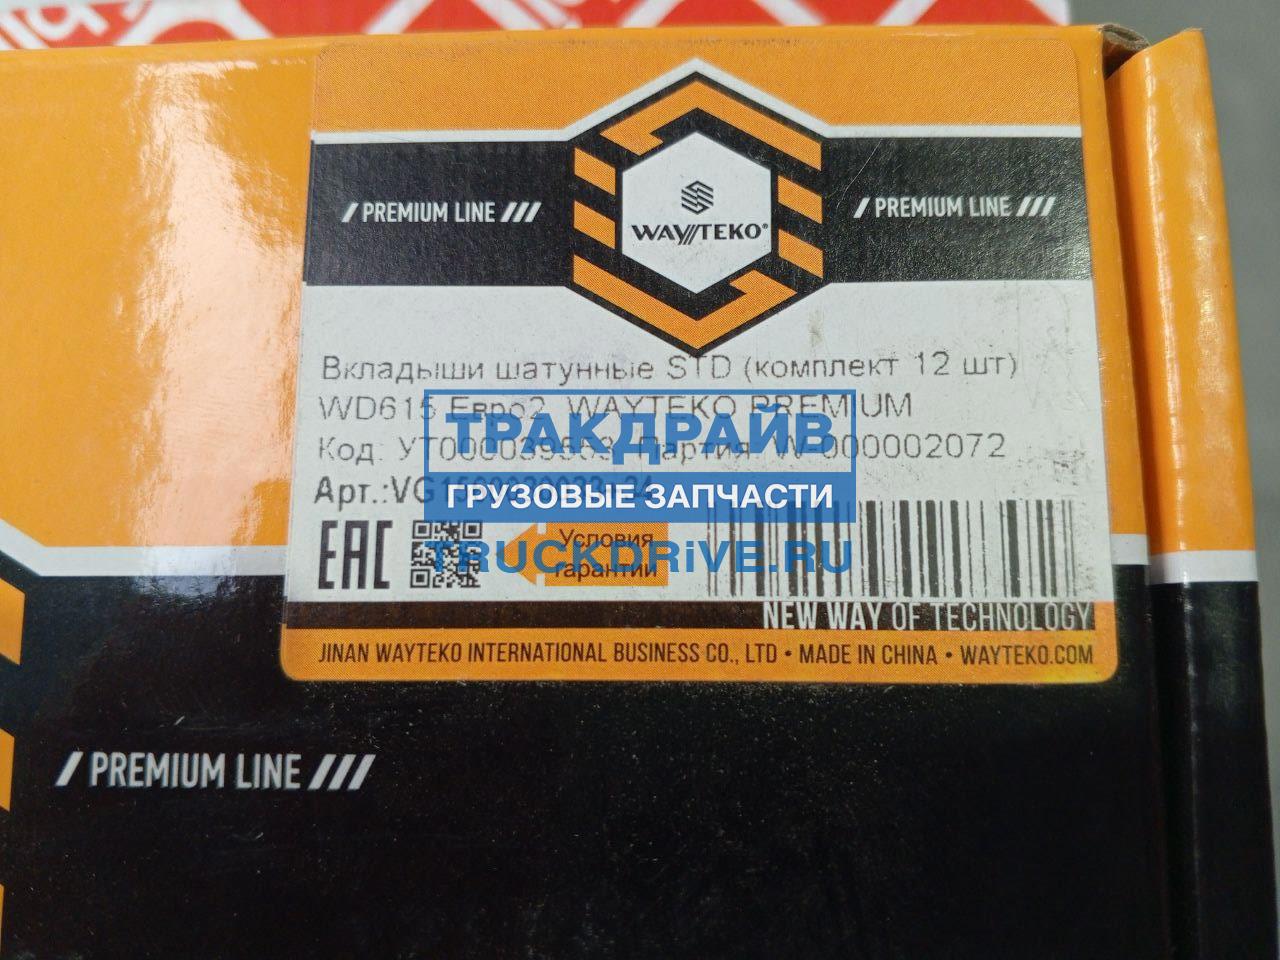 / PREMIUM LINE ///
WAYTEKO®
/ PREMIUM LINE ///
Вкладыши шатунные STD (комплект 12 шт)
WD615 Евро2 WAYTEKO PREMIUM
ТРАКДРАЙВ
Код: Партия: W-000002072
Арт.:
ГРУЗОВЫЕ ЗАПЧАСТИ
EAC
Условия
гарантии
TRUCKDRiVE.RU
NEW WAY OF TECHNOLOGY
JINAN WAYTEKO INTERNATIONAL BUSINESS CO., LTD • MADE IN CHINA • WAYTEKO.COM
/ PREMIUM LINE ///